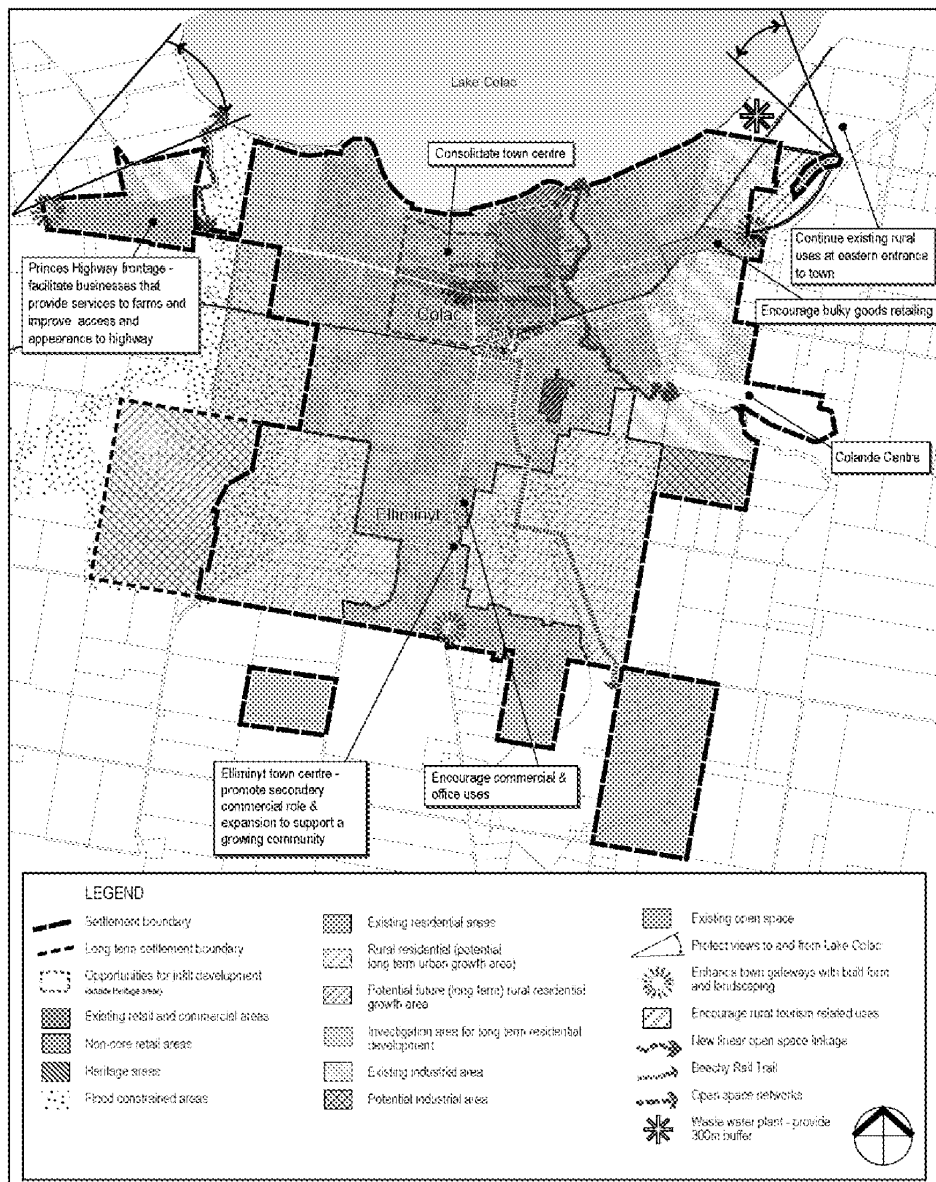 Lake Colac
Consolidate town centre
Princes Highway frontage -
facilitate businesses that
provide services to farms and
improve access and
appearance to highway
Continue existing rural
uses at eastern entrance
to town
Encourage bulky goods retailing
Colac
Colande Centre
Elliminyt
Elliminyt town centre -
promote secondary
commercial role &
expansion to support a
growing community
Encourage commercial &
office uses
LEGEND
Settlement boundary
Long term settlement boundary
Opportunities for infill development
(outside heritage areas)
Existing retail and commercial areas
Non-core retail areas
Heritage areas
Flood constrained areas
Existing residential areas
Rural residential (potential
long term urban growth area)
Potential future (long term) rural residential
growth area
Investigation area for long term residential
development
Existing industrial area
Potential industrial area
Existing open space
Protect views to and from Lake Colac
Enhance town gateways with built form
and landscaping
Encourage rural tourism related uses
New linear open space linkage
Beechy Rail Trail
Open space networks
Waste water plant - provide
300m buffer